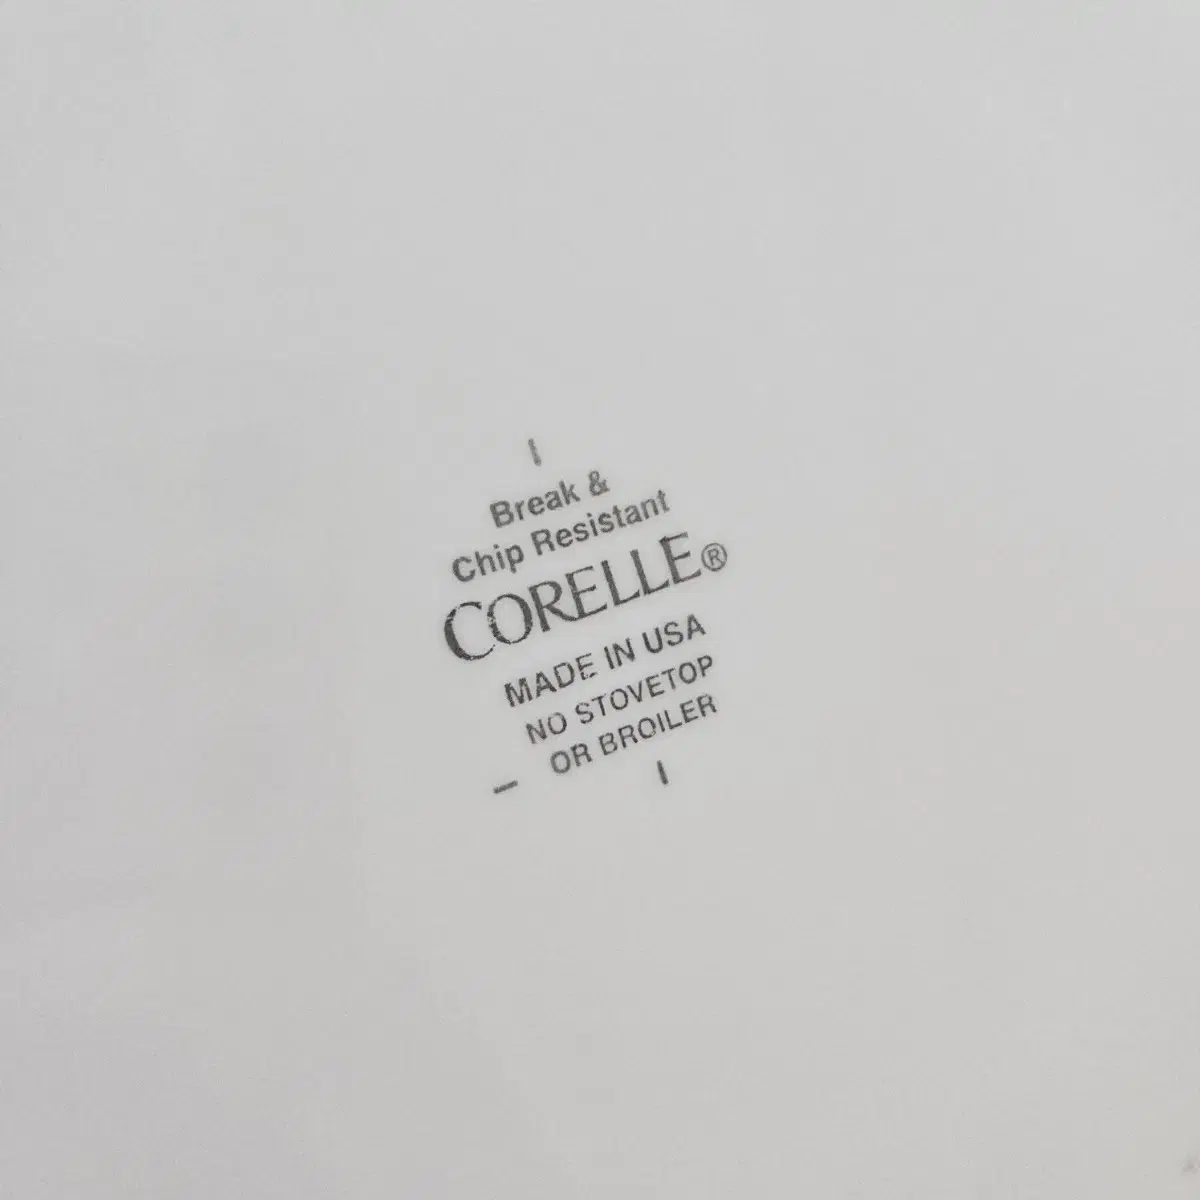 Break &
Chip Resistant
CORELLE®
MADE IN USA
NO STOVETOP
OR BROILER